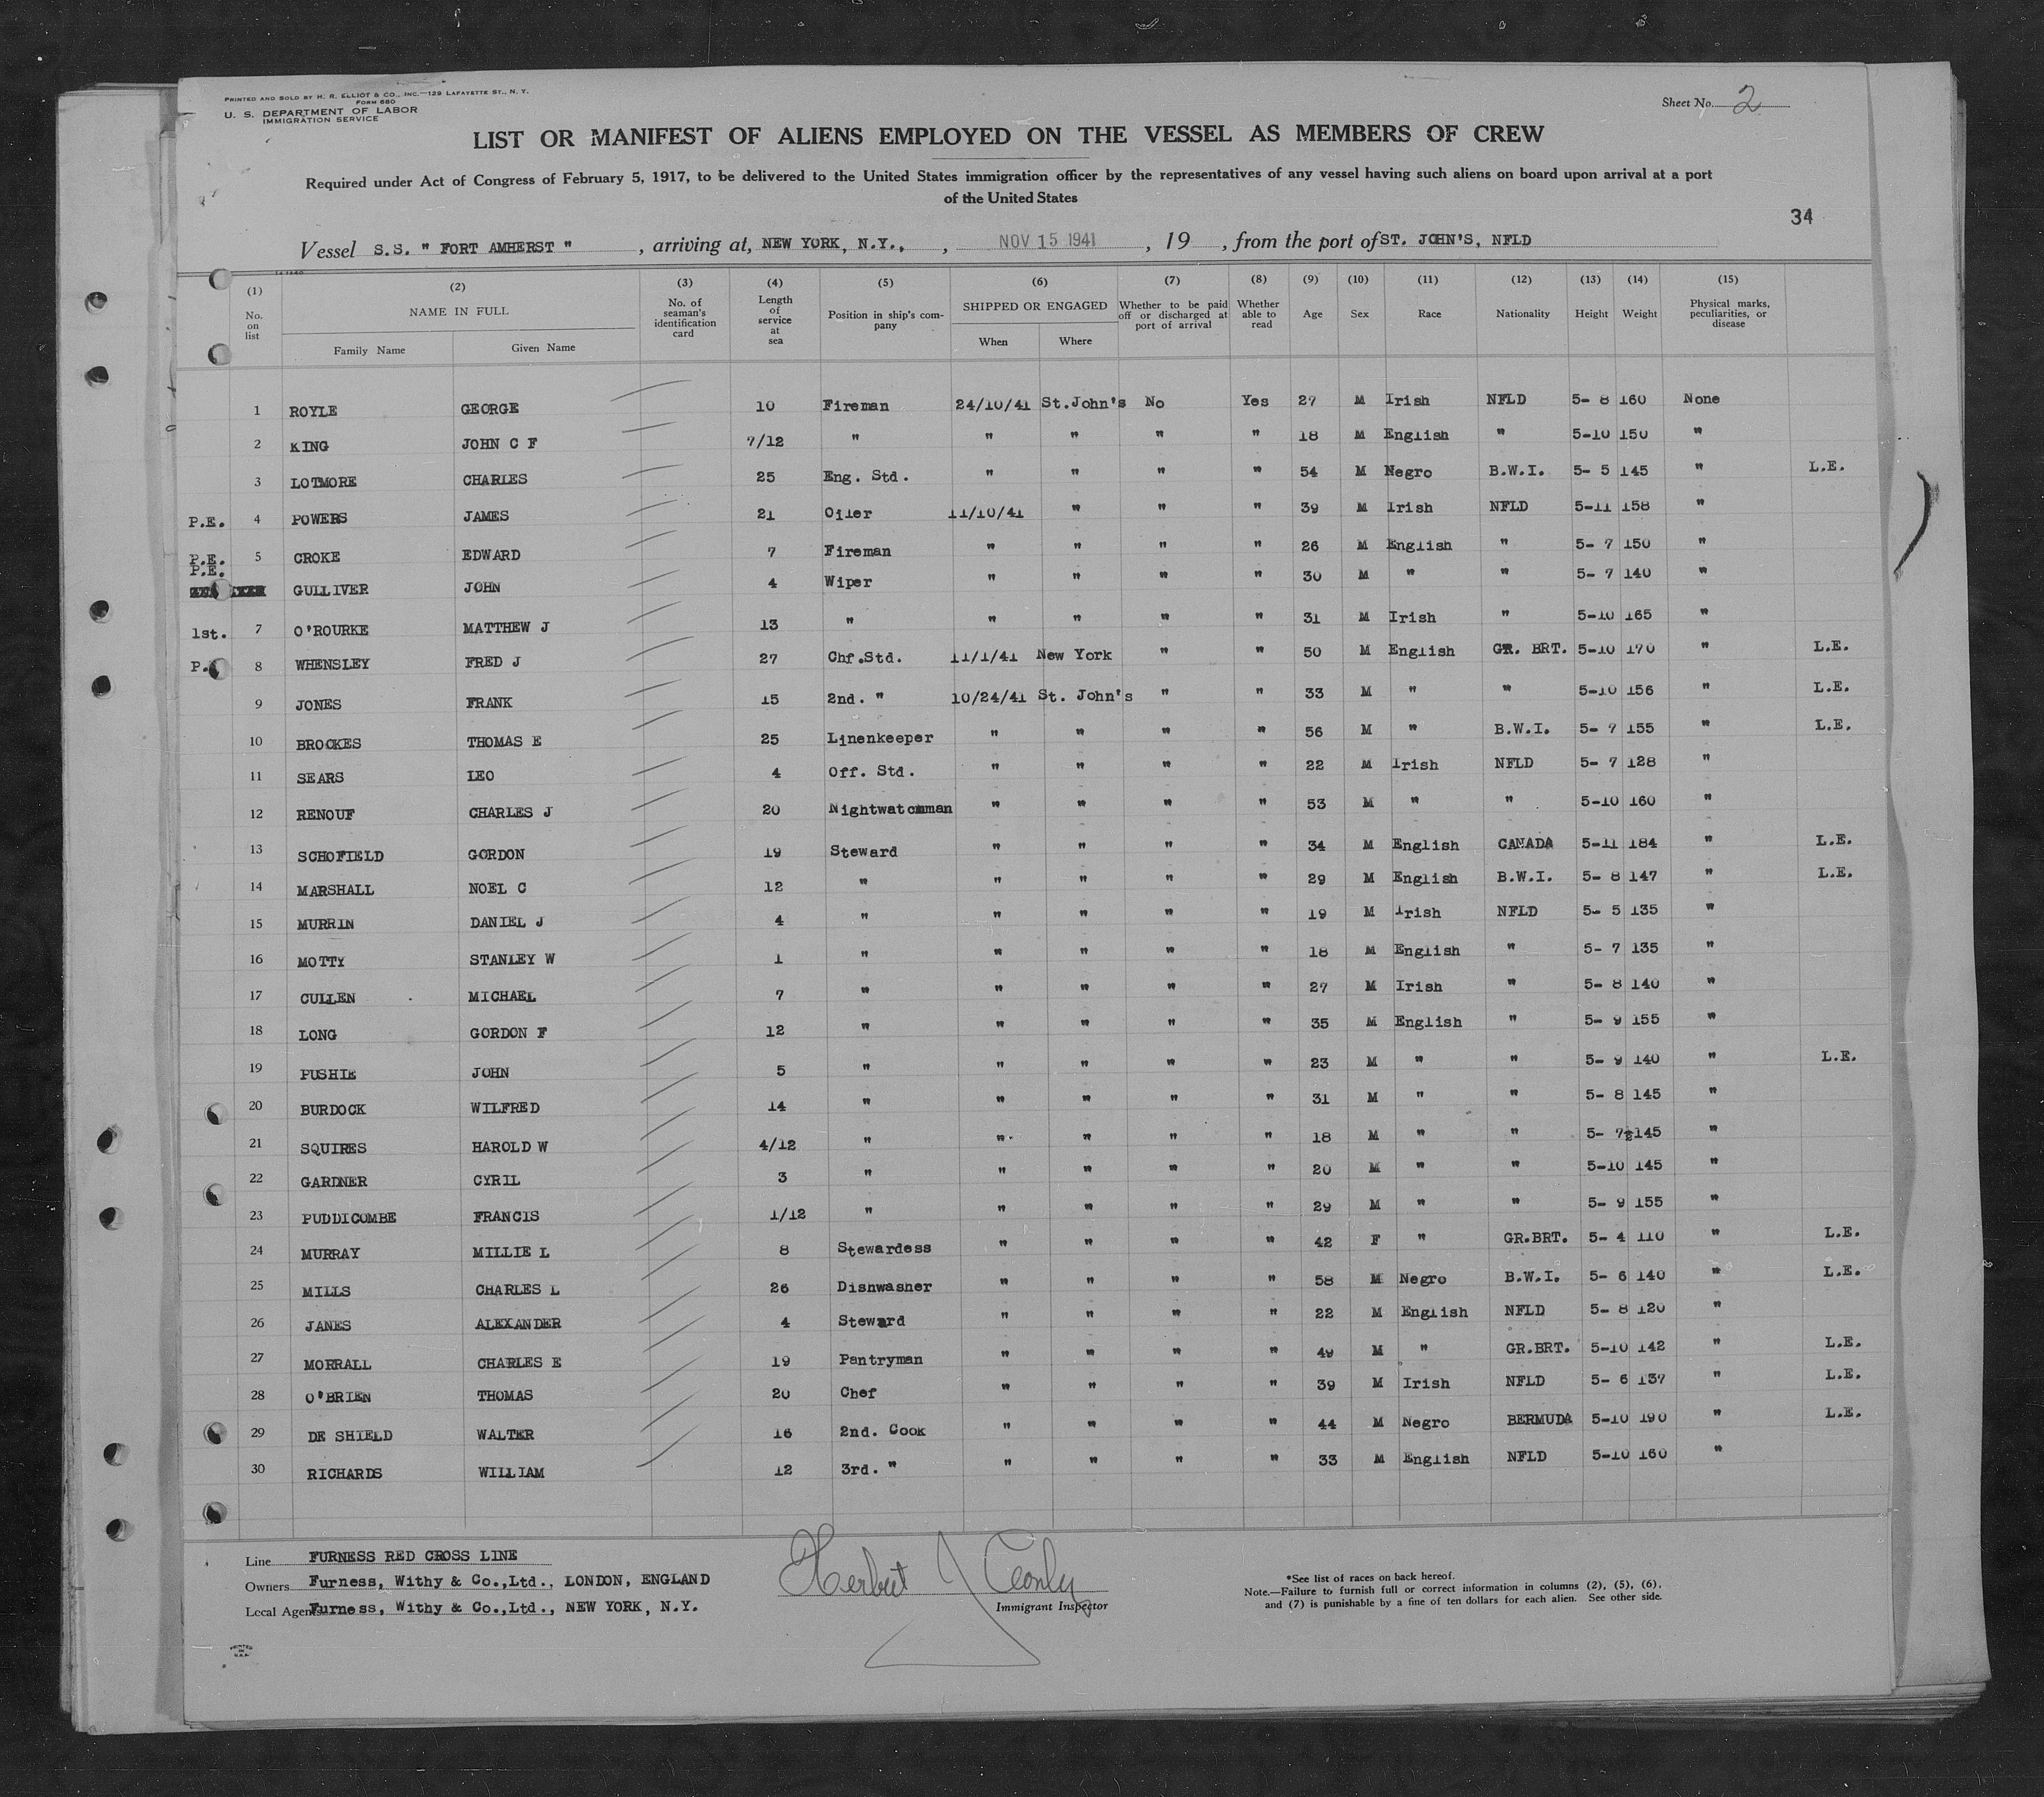 PRINTED AND SOLD BY H. R. ELLIOT & CO., INC.—129 LAFAYETTE ST., N. Y.
FORM 680
U. S. DEPARTMENT OF LABOR
IMMIGRATION SERVICE
Sheet No. 2
LIST OR MANIFEST OF ALIENS EMPLOYED ON THE VESSEL AS MEMBERS OF CREW
Required under Act of Congress of February 5, 1917, to be delivered to the United States immigration officer by the representatives of any vessel having such aliens on board upon arrival at a port
of the United States
34
Vessel S.S. " FORT AMHERST " , arriving at, NEW YORK, N.Y., , NOV 15 1941 , 19 , from the port of ST. JOHN'S, NFLD
(1) No. on list (2) NAME IN FULL Family Name Given Name (3) No. of seaman's identification card (4) Length of service at sea (5) Position in ship's company (6) SHIPPED OR ENGAGED When Where (7) Whether to be paid off or discharged at port of arrival (8) Whether able to read (9) Age (10) Sex (11) Race (12) Nationality (13) Height (14) Weight (15) Physical marks, peculiarities, or disease
1 ROYLE GEORGE 10 Fireman 24/10/41 St.John's No Yes 27 M Irish NFLD 5- 8 160 None
2 KING JOHN C F 7/12 " " " " " 18 M English " 5-10 150 "
3 LOTMORE CHARLES 25 Eng. Std. " " " " 54 M Negro B.W.I. 5- 5 145 " L.E.
P.E. 4 POWERS JAMES 21 Oiler 11/10/41 " " " 39 M Irish NFLD 5-11 158 "
P.E. 5 CROKE EDWARD 7 Fireman " " " " 26 M English " 5- 7 150 "
P.E. GULLIVER JOHN 4 Wiper " " " " 30 M " " 5- 7 140 "
1st. 7 O'ROURKE MATTHEW J 13 " " " " " 31 M Irish " 5-10 165 "
P. 8 WHENSLEY FRED J 27 Chf.Std. 11/1/41 New York " " 50 M English GR. BRT. 5-10 170 " L.E.
9 JONES FRANK 15 2nd. " 10/24/41 St. John's " " 33 M " " 5-10 156 " L.E.
10 BROCKES THOMAS E 25 Linenkeeper " " " " 56 M " B.W.I. 5- 7 155 " L.E.
11 SEARS LEO 4 Off. Std. " " " " 22 M Irish NFLD 5- 7 128 "
12 RENOUF CHARLES J 20 Nightwatcmman " " " " 53 M " " 5-10 160 "
13 SCHOFIELD GORDON 19 Steward " " " " 34 M English CANADA 5-11 184 " L.E.
14 MARSHALL NOEL C 12 " " " " " 29 M English B.W.I. 5- 8 147 " L.E.
15 MURRIN DANIEL J 4 " " " " " 19 M Irish NFLD 5- 5 135 "
16 MOTTY STANLEY W 1 " " " " " 18 M English " 5- 7 135 "
17 CULLEN MICHAEL 7 " " " " " 27 M Irish " 5- 8 140 "
18 LONG GORDON F 12 " " " " " 35 M English " 5- 9 155 "
19 PUSHIE JOHN 5 " " " " " 23 M " " 5- 9 140 " L.E.
20 BURDOCK WILFRED 14 " " " " " 31 M " " 5- 8 145 "
21 SQUIRES HAROLD W 4/12 " " " " " 18 M " " 5- 7½ 145 "
22 GARDNER CYRIL 3 " " " " " 20 M " " 5-10 145 "
23 PUDDICOMBE FRANCIS 1/12 " " " " " 29 M " " 5- 9 155 "
24 MURRAY MILLIE L 8 Stewardess " " " " 42 F " GR.BRT. 5- 4 110 " L.E.
25 MILLS CHARLES L 26 Dishwasher " " " " 58 M Negro B.W.I. 5- 6 140 " L.E.
26 JANES ALEXANDER 4 Steward " " " " 22 M English NFLD 5- 8 120 "
27 MORRALL CHARLES E 19 Pantryman " " " " 49 M " GR.BRT. 5-10 142 " L.E.
28 O'BRIEN THOMAS 20 Chef " " " " 39 M Irish NFLD 5- 6 137 " L.E.
29 DE SHIELD WALTER 16 2nd. Cook " " " " 44 M Negro BERMUDA 5-10 190 " L.E.
30 RICHARDS WILLIAM 12 3rd. " " " " " 33 M English NFLD 5-10 160 "
Line FURNESS RED CROSS LINE
Owners Furness, Withy & Co.,Ltd., LONDON, ENGLAND
Local Agents Furness, Withy & Co.,Ltd., NEW YORK, N.Y.
Herbert J
Immigrant Inspector
*See list of races on back hereof.
Note.—Failure to furnish full or correct information in columns (2), (5), (6),
and (7) is punishable by a fine of ten dollars for each alien. See other side.
PRINTED
IN
U.S.A.